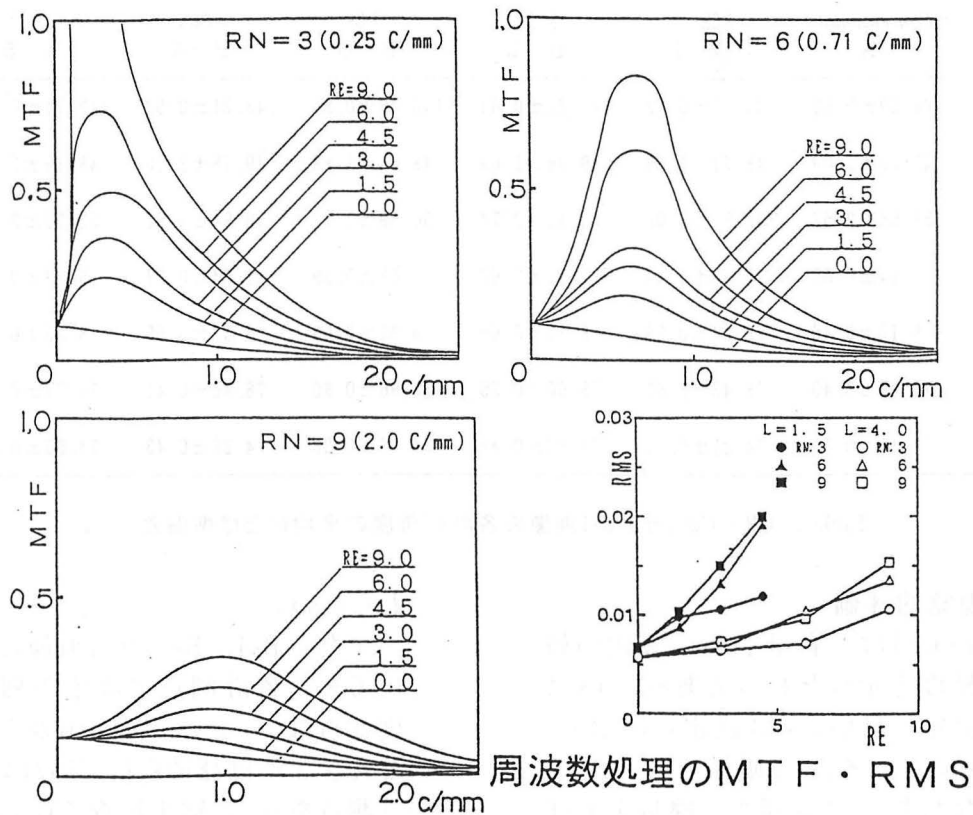 1.0
RN=3(0.25 C/mm)
MTF
RE=9.0
6.0
4.5
3.0
1.5
0.0
0.5
0
1.0
2.0
c/mm
1.0
RN=6(0.71 C/mm)
MTF
RE=9.0
6.0
4.5
3.0
1.5
0.0
0.5
0
1.0
2.0
c/mm
1.0
RN=9(2.0 C/mm)
MTF
RE=9.0
6.0
4.5
3.0
1.5
0.0
0.5
0
1.0
2.0
c/mm
0.03
L=1.5 L=4.0
RN:3 RN:3
6 6
9 9
RMS
0.02
0.01
0
0
5
10
RE
周波数処理のMTF・RMS